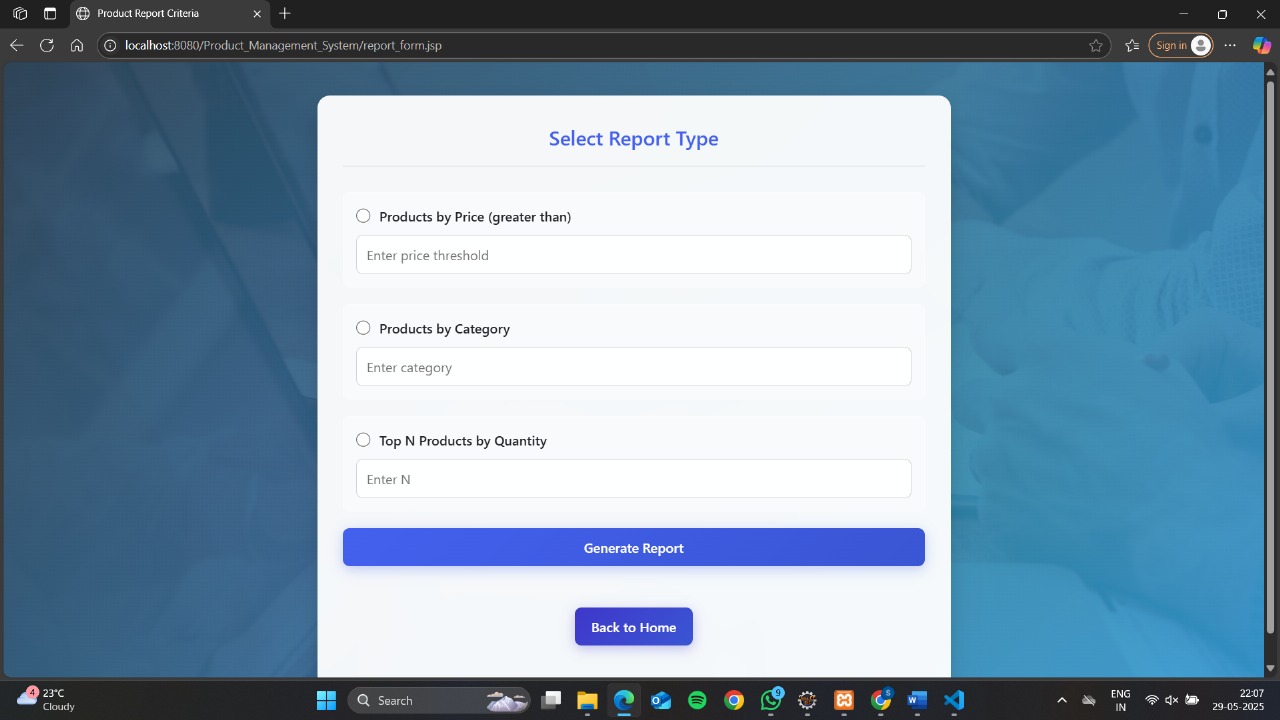 Product Report Criteria
localhost:8080/Product_Management_System/report_form.jsp
Sign in
Select Report Type
Products by Price (greater than)
Enter price threshold
Products by Category
Enter category
Top N Products by Quantity
Enter N
Generate Report
Back to Home
4
23°C
Cloudy
Search
9
S
W
ENG
IN
22:07
29-05-2025